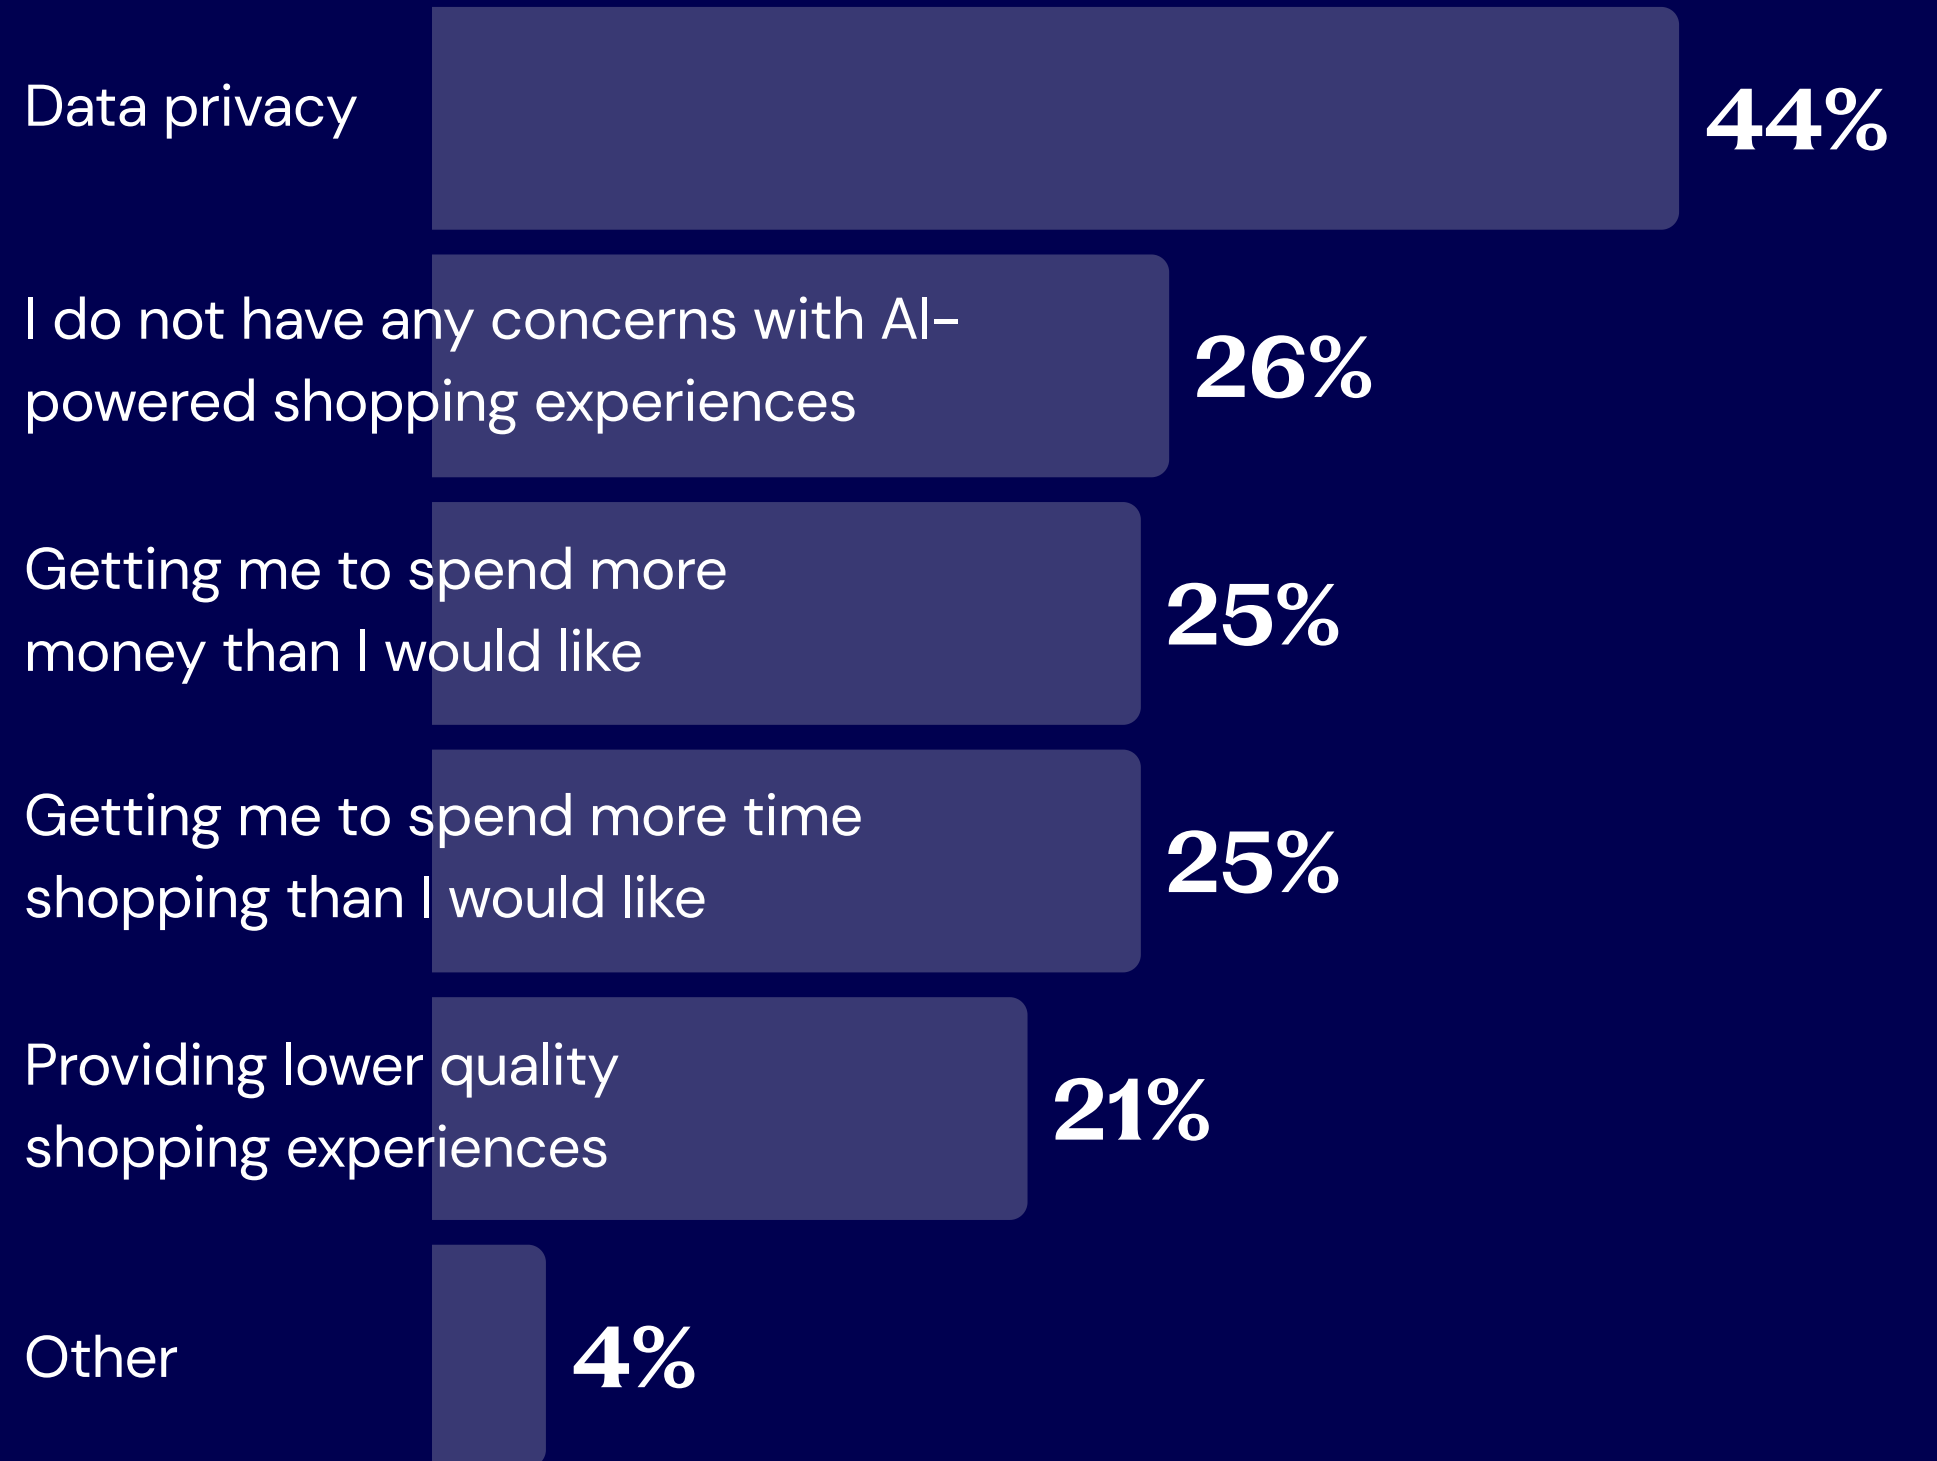 Data privacy
44%
I do not have any concerns with AI-
powered shopping experiences
26%
Getting me to spend more
money than I would like
25%
Getting me to spend more time
shopping than I would like
25%
Providing lower quality
shopping experiences
21%
Other
4%